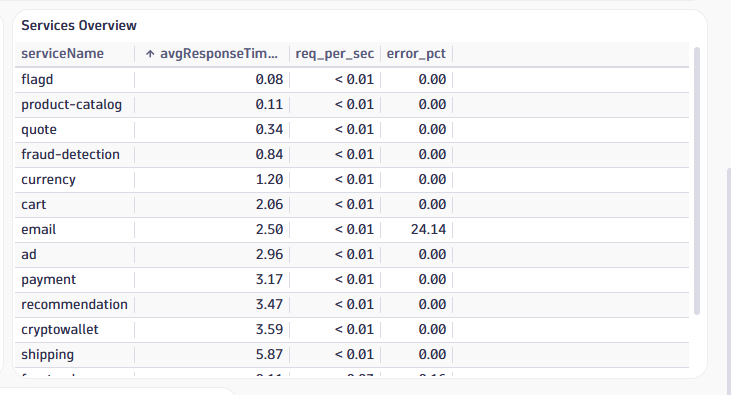 Services Overview
serviceName ↑ avgResponseTim... req_per_sec error_pct
flagd 0.08 < 0.01 0.00
product-catalog 0.11 < 0.01 0.00
quote 0.34 < 0.01 0.00
fraud-detection 0.84 < 0.01 0.00
currency 1.20 < 0.01 0.00
cart 2.06 < 0.01 0.00
email 2.50 < 0.01 24.14
ad 2.96 < 0.01 0.00
payment 3.17 < 0.01 0.00
recommendation 3.47 < 0.01 0.00
cryptowallet 3.59 < 0.01 0.00
shipping 5.87 < 0.01 0.00